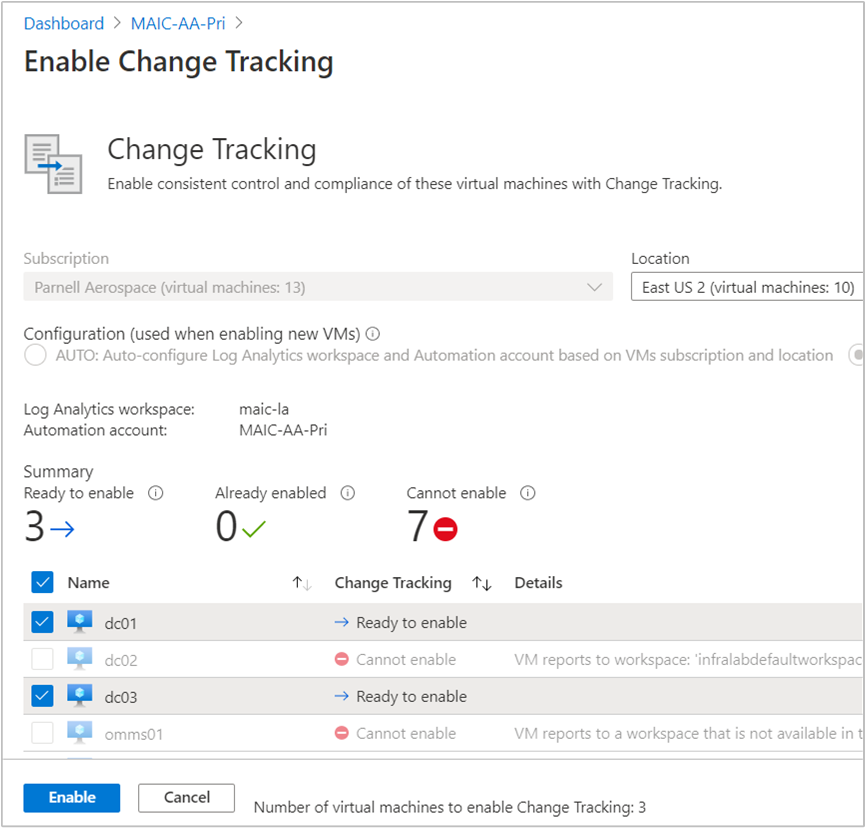 Dashboard > MAIC-AA-Pri >
Enable Change Tracking
Change Tracking
Enable consistent control and compliance of these virtual machines with Change Tracking.
Subscription Location
Parnell Aerospace (virtual machines: 13) East US 2 (virtual machines: 10)
Configuration (used when enabling new VMs)
AUTO: Auto-configure Log Analytics workspace and Automation account based on VMs subscription and location
Log Analytics workspace: maic-la
Automation account: MAIC-AA-Pri
Summary
Ready to enable Already enabled Cannot enable
3 0 7
Name Change Tracking Details
dc01 Ready to enable
dc02 Cannot enable VM reports to workspace: 'infralabdefaultworkspac
dc03 Ready to enable
omms01 Cannot enable VM reports to a workspace that is not available in t
Enable Cancel Number of virtual machines to enable Change Tracking: 3